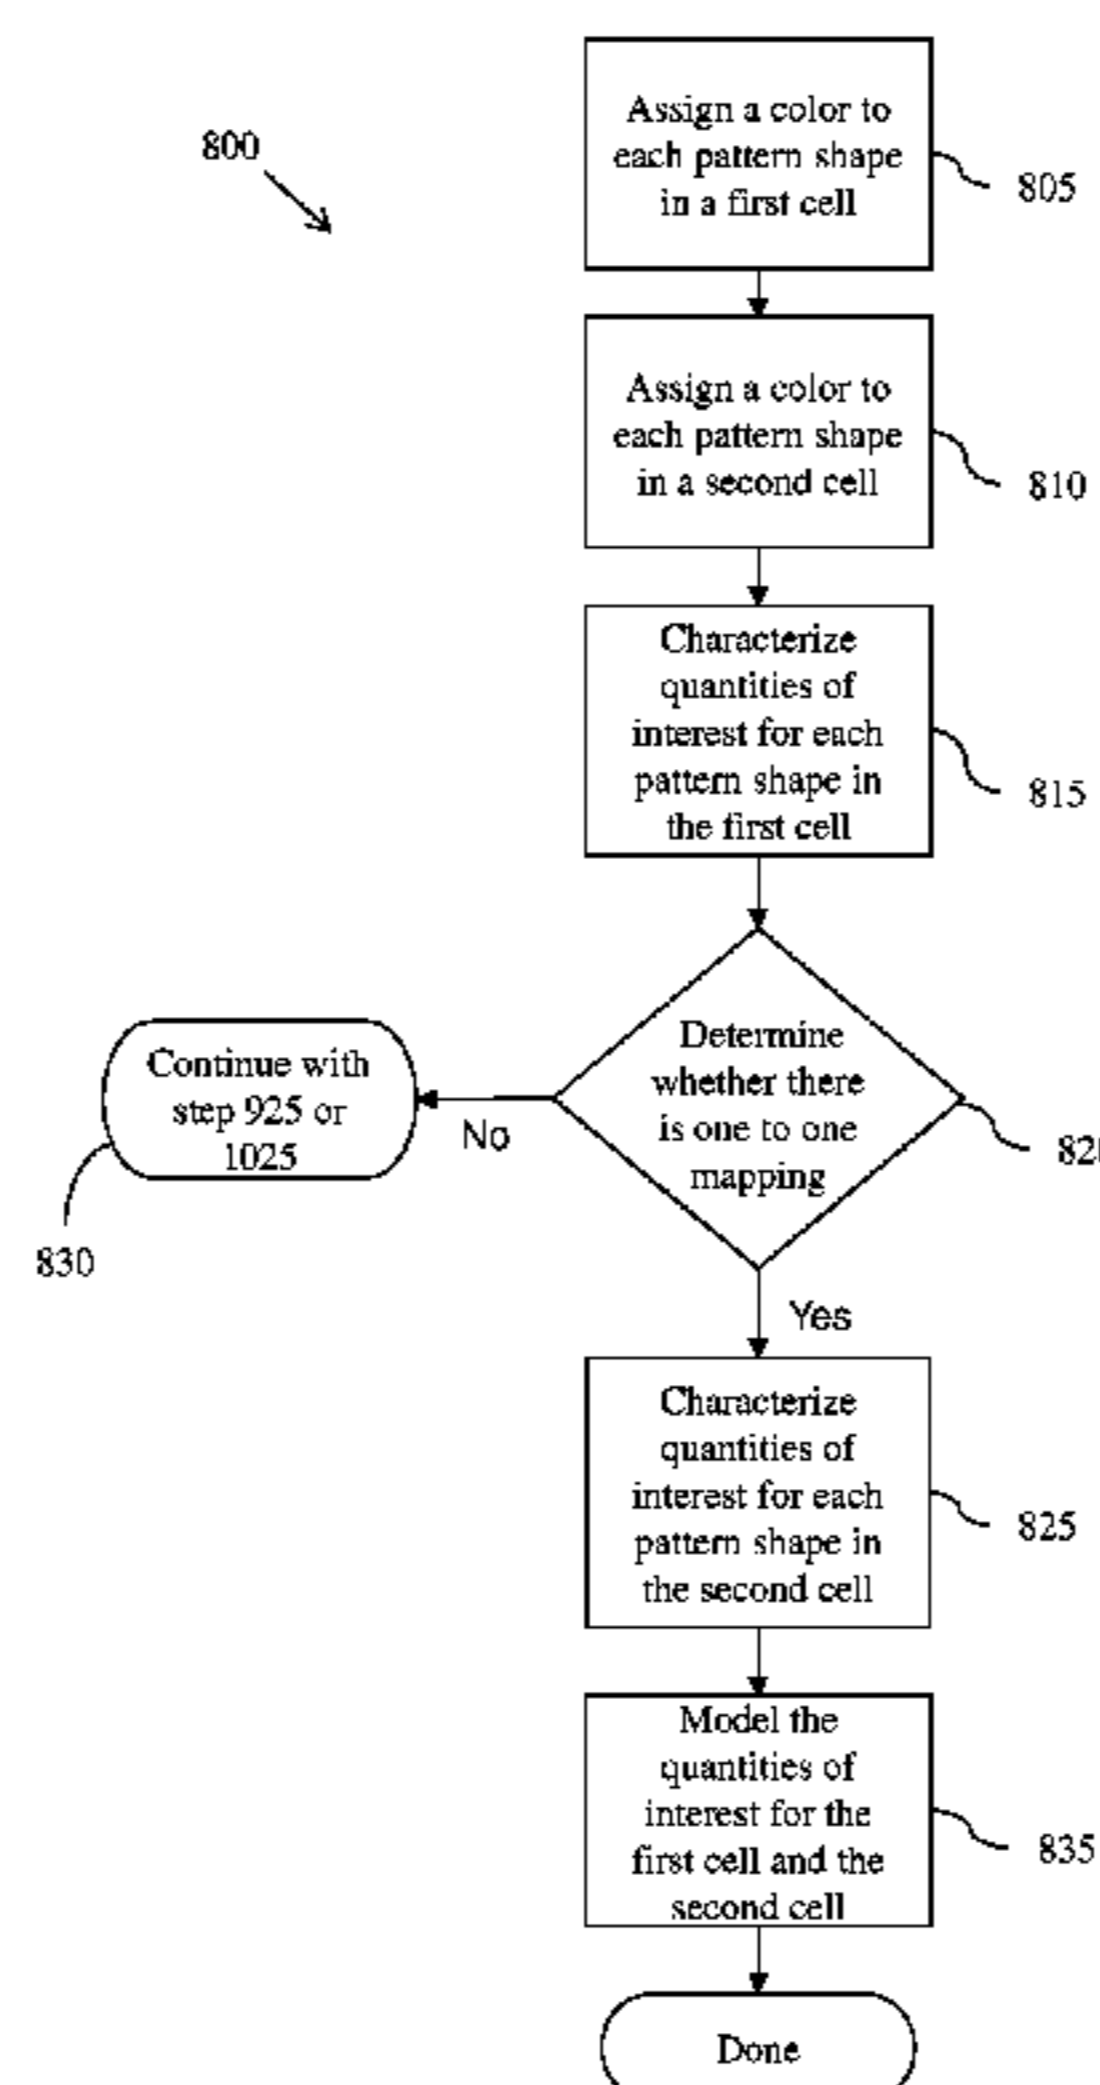 800
Assign a color to
each pattern shape
in a first cell
805
Assign a color to
each pattern shape
in a second cell
810
Characterize
quantities of
interest for each
pattern shape in
the first cell
815
Determine
whether there
is one to one
mapping
No
Continue with
step 925 or
1025
830
Yes
Characterize
quantities of
interest for each
pattern shape in
the second cell
825
Model the
quantities of
interest for the
first cell and the
second cell
835
Done